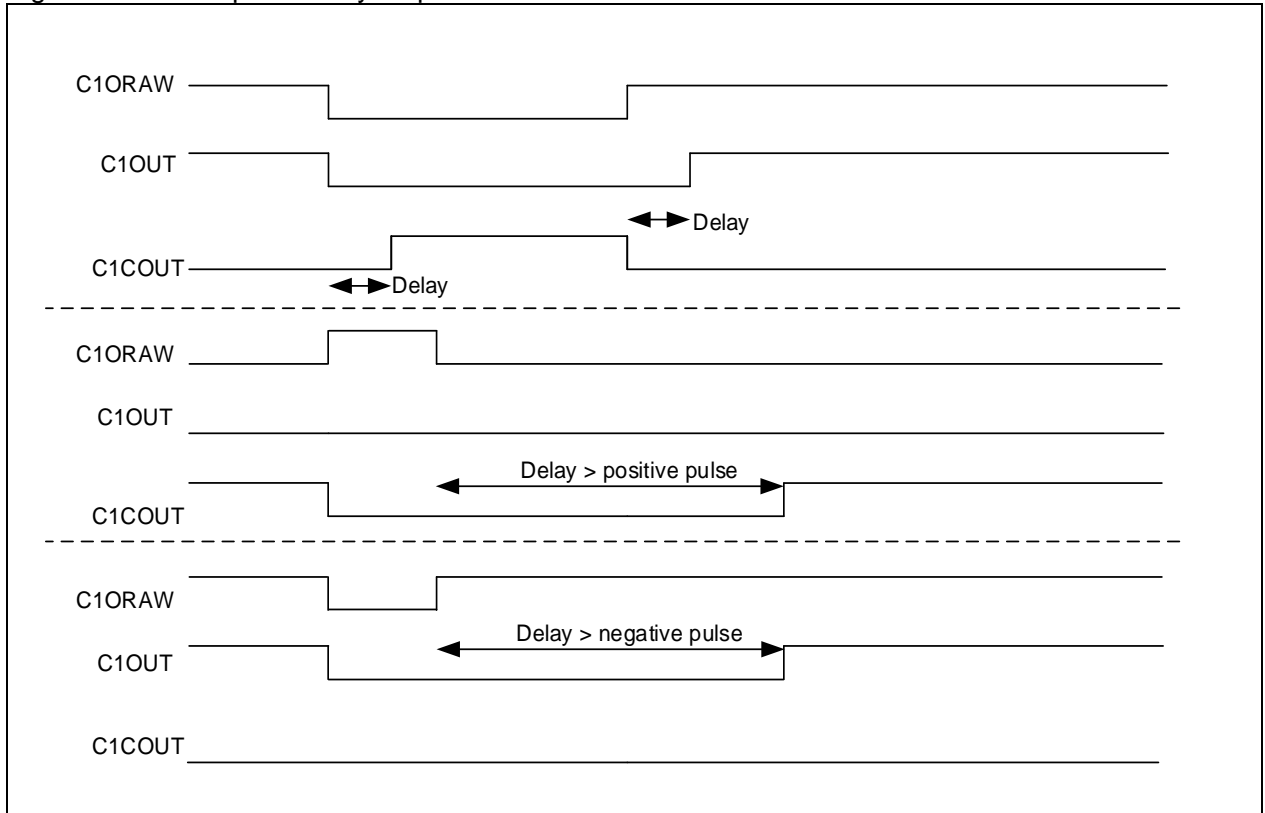 C1ORAW
C1OUT
Delay
C1COUT
Delay
C1ORAW
C1OUT
Delay > positive pulse
C1COUT
C1ORAW
Delay > negative pulse
C1OUT
C1COUT